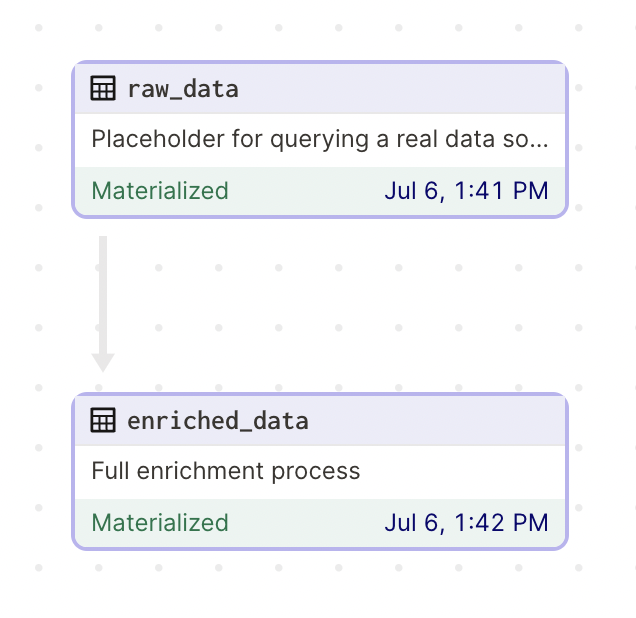 raw_data
Placeholder for querying a real data so...
Materialized Jul 6, 1:41 PM
enriched_data
Full enrichment process
Materialized Jul 6, 1:42 PM